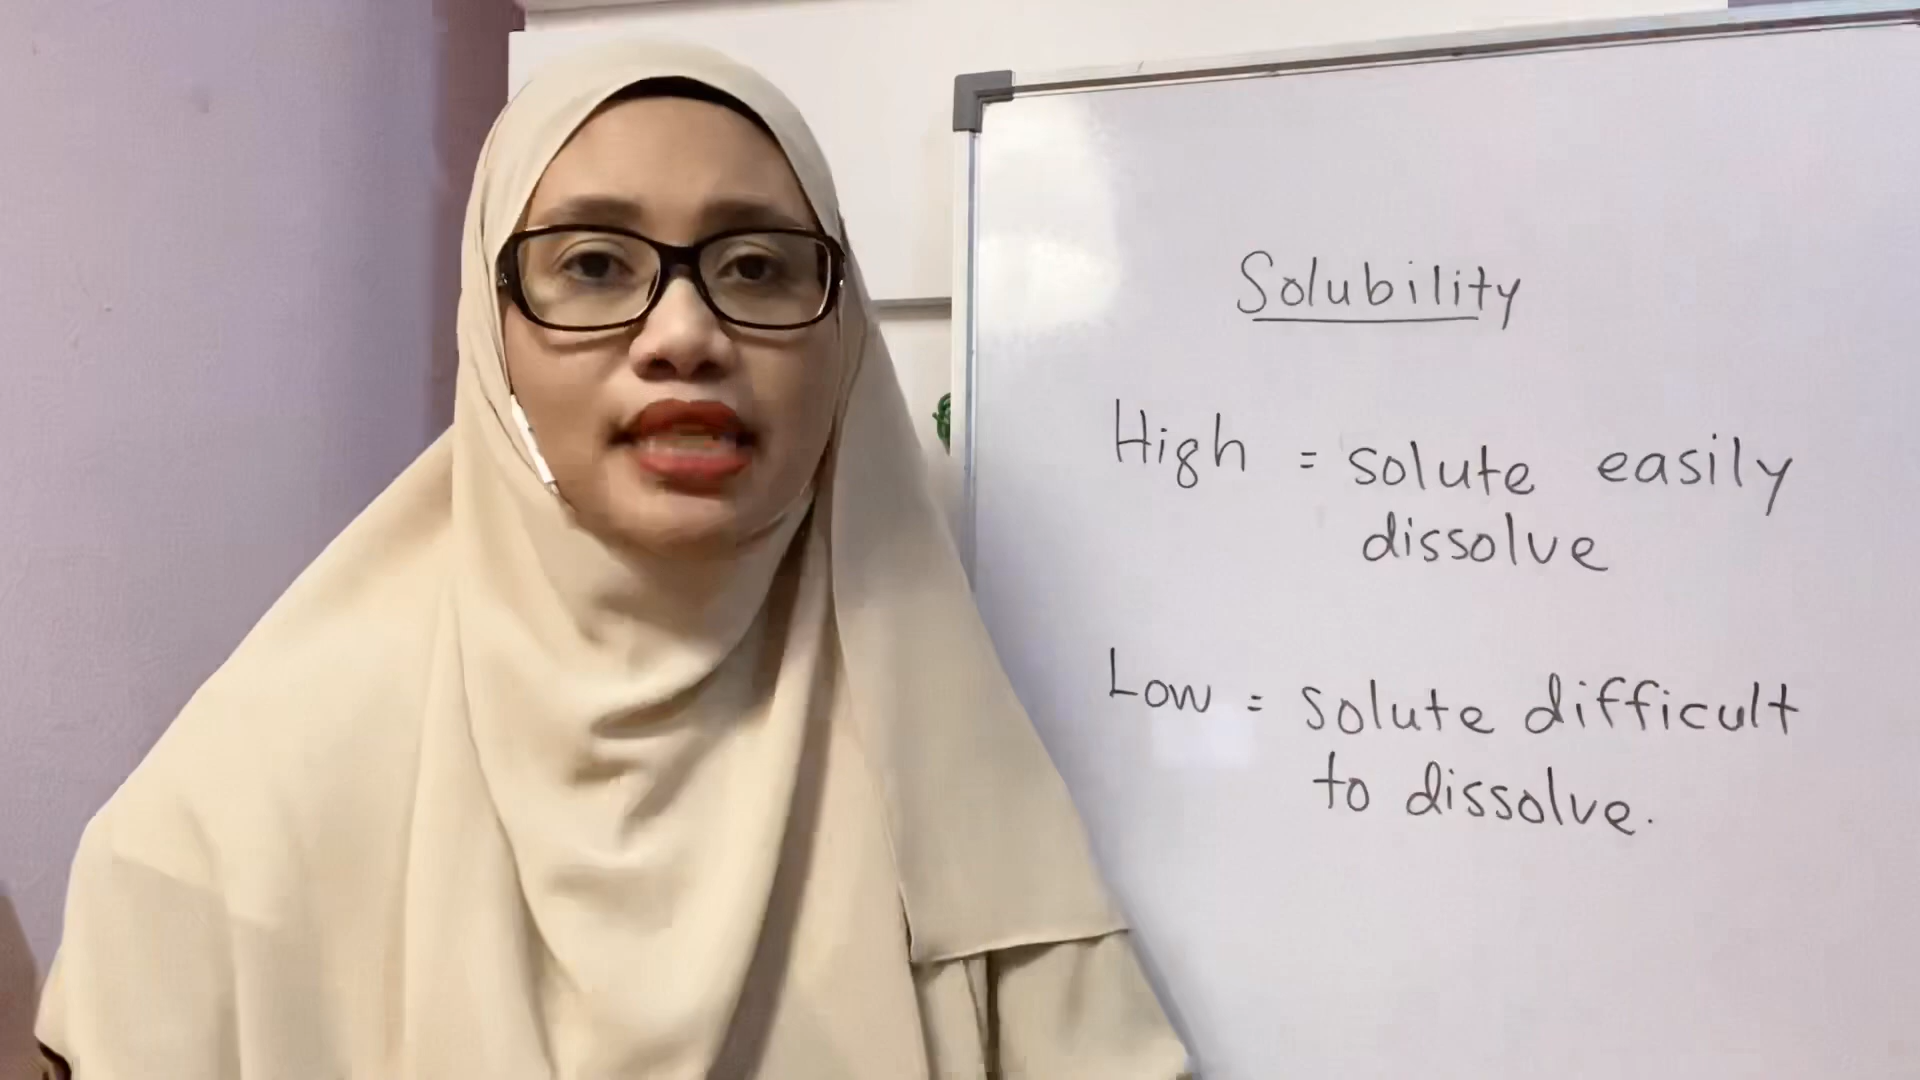 Solubility
High = solute easily
dissolve
Low = solute difficult
to dissolve.